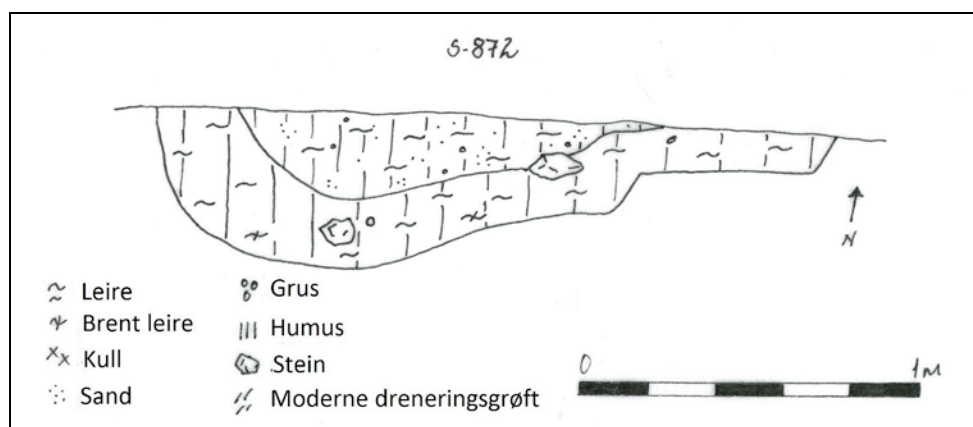 S-872
N
Leire
Brent leire
Kull
Sand
Grus
Humus
Stein
Moderne dreneringsgrøft
0 1m